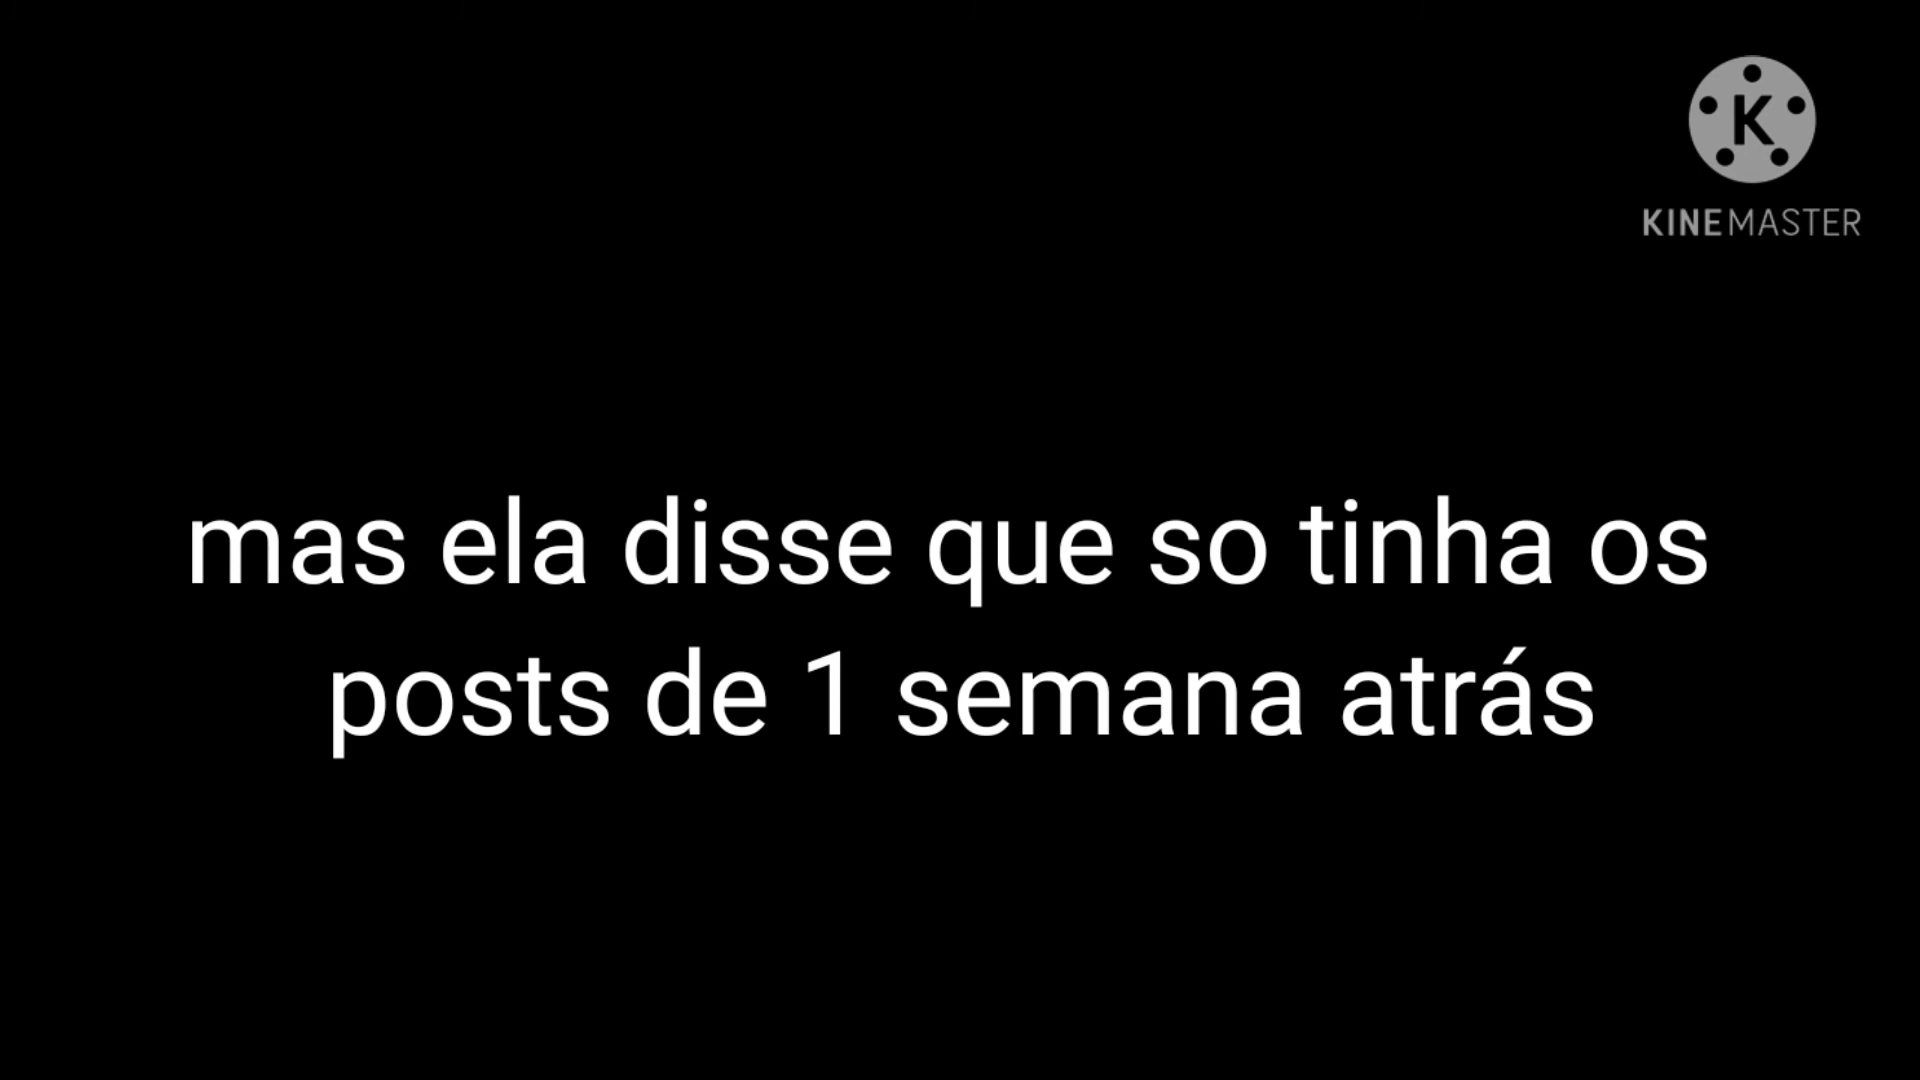 K
KINEMASTER
mas ela disse que so tinha os
posts de 1 semana atrás